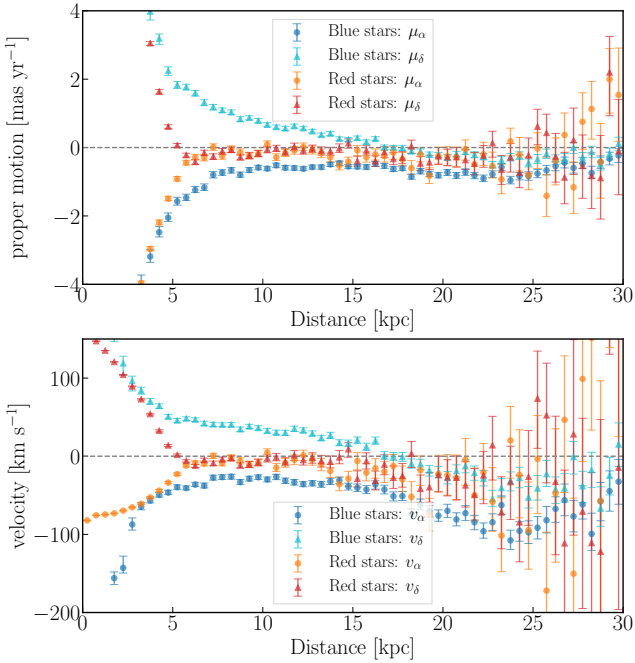 4
2
0
−2
−4
proper motion [mas yr⁻¹]
Blue stars: μα
Blue stars: μδ
Red stars: μα
Red stars: μδ
0 5 10 15 20 25 30
Distance [kpc]
100
0
−100
−200
velocity [km s⁻¹]
Blue stars: vα
Blue stars: vδ
Red stars: vα
Red stars: vδ
0 5 10 15 20 25 30
Distance [kpc]